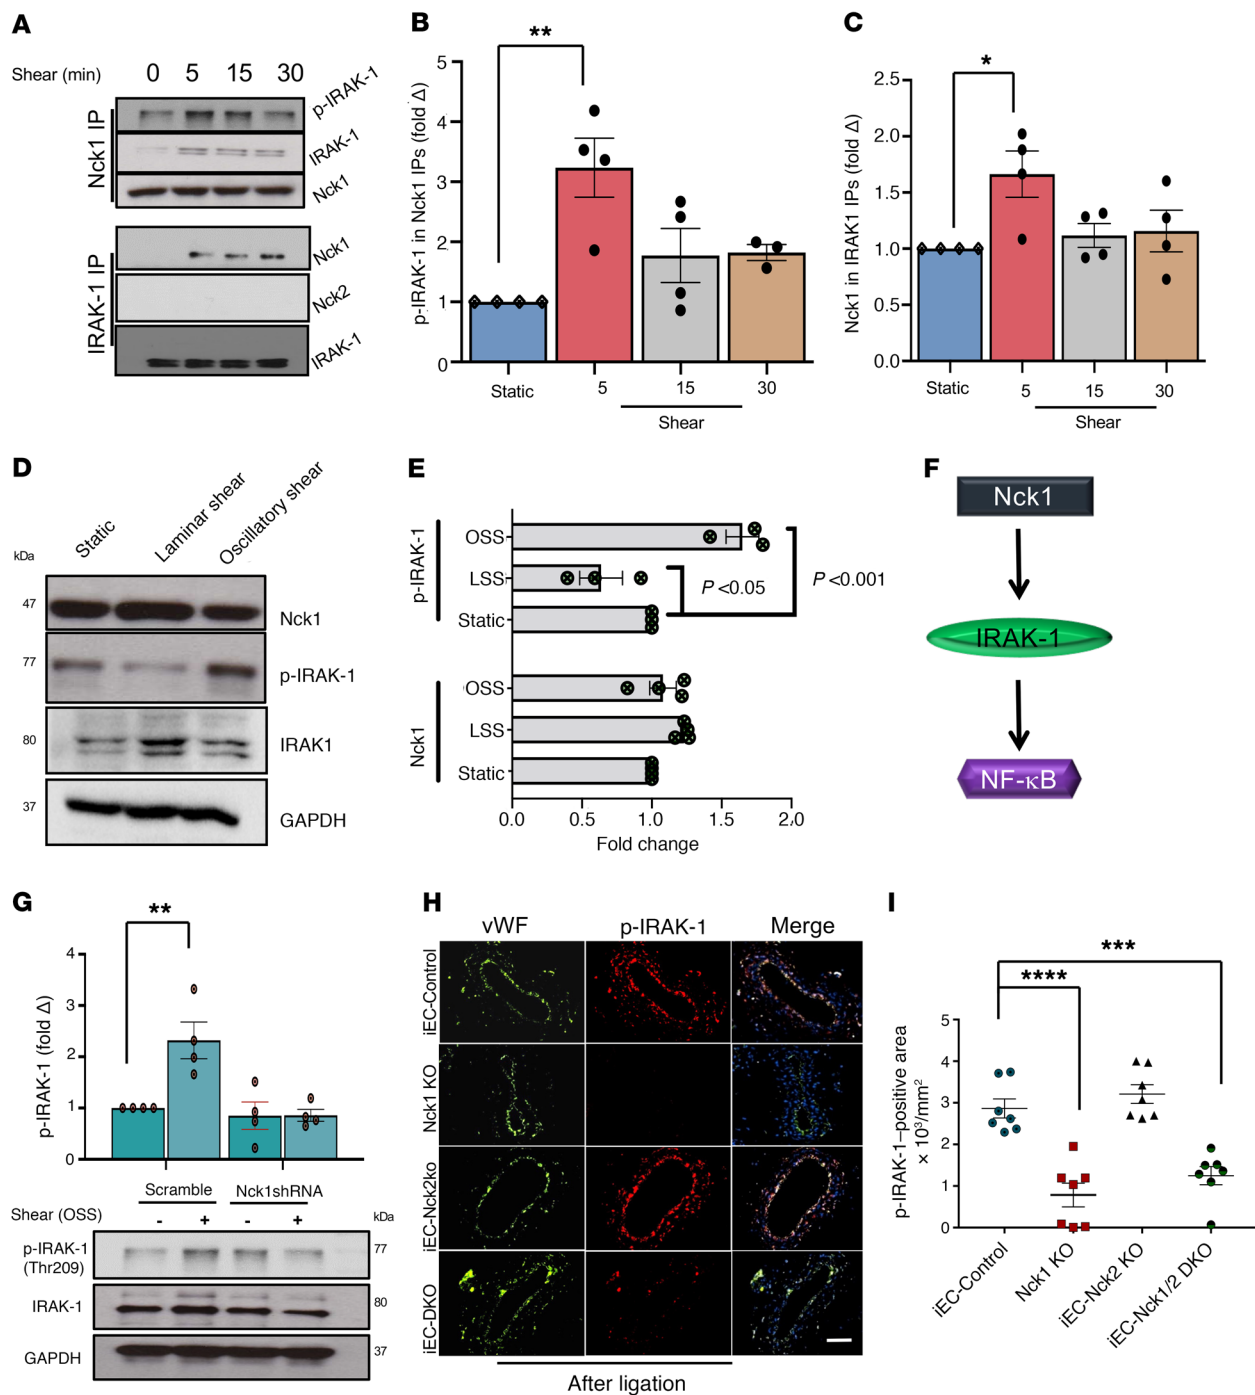 A
Shear (min) 0 5 15 30
Nck1 IP
p-IRAK-1
IRAK-1
Nck1
IRAK-1 IP
Nck1
Nck2
IRAK-1
B
**
p-IRAK-1 in Nck1 IPs (fold Δ)
5
4
3
2
1
0
Static 5 15 30
Shear
C
*
Nck1 in IRAK1 IPs (fold Δ)
2.5
2.0
1.5
1.0
0.5
0.0
Static 5 15 30
Shear
D
Static Laminar shear Oscillatory shear
kDa
47 Nck1
77 p-IRAK-1
80 IRAK1
37 GAPDH
E
p-IRAK-1
OSS
LSS
Static
P <0.05
P <0.001
Nck1
OSS
LSS
Static
0.0 0.5 1.0 1.5 2.0
Fold change
F
Nck1
IRAK-1
NF-κB
G
**
p-IRAK-1 (fold Δ)
4
3
2
1
0
Scramble Nck1shRNA
Shear (OSS) - + - + kDa
p-IRAK-1 77
(Thr209)
IRAK-1 80
GAPDH 37
H
vWF p-IRAK-1 Merge
iEC-Control
Nck1 KO
iEC-Nck2ko
iEC-DKO
After ligation
I
***
****
p-IRAK-1–positive area
× 10³/mm²
5
4
3
2
1
0
iEC-Control
Nck1 KO
iEC-Nck2 KO
iEC-Nck1/2 DKO